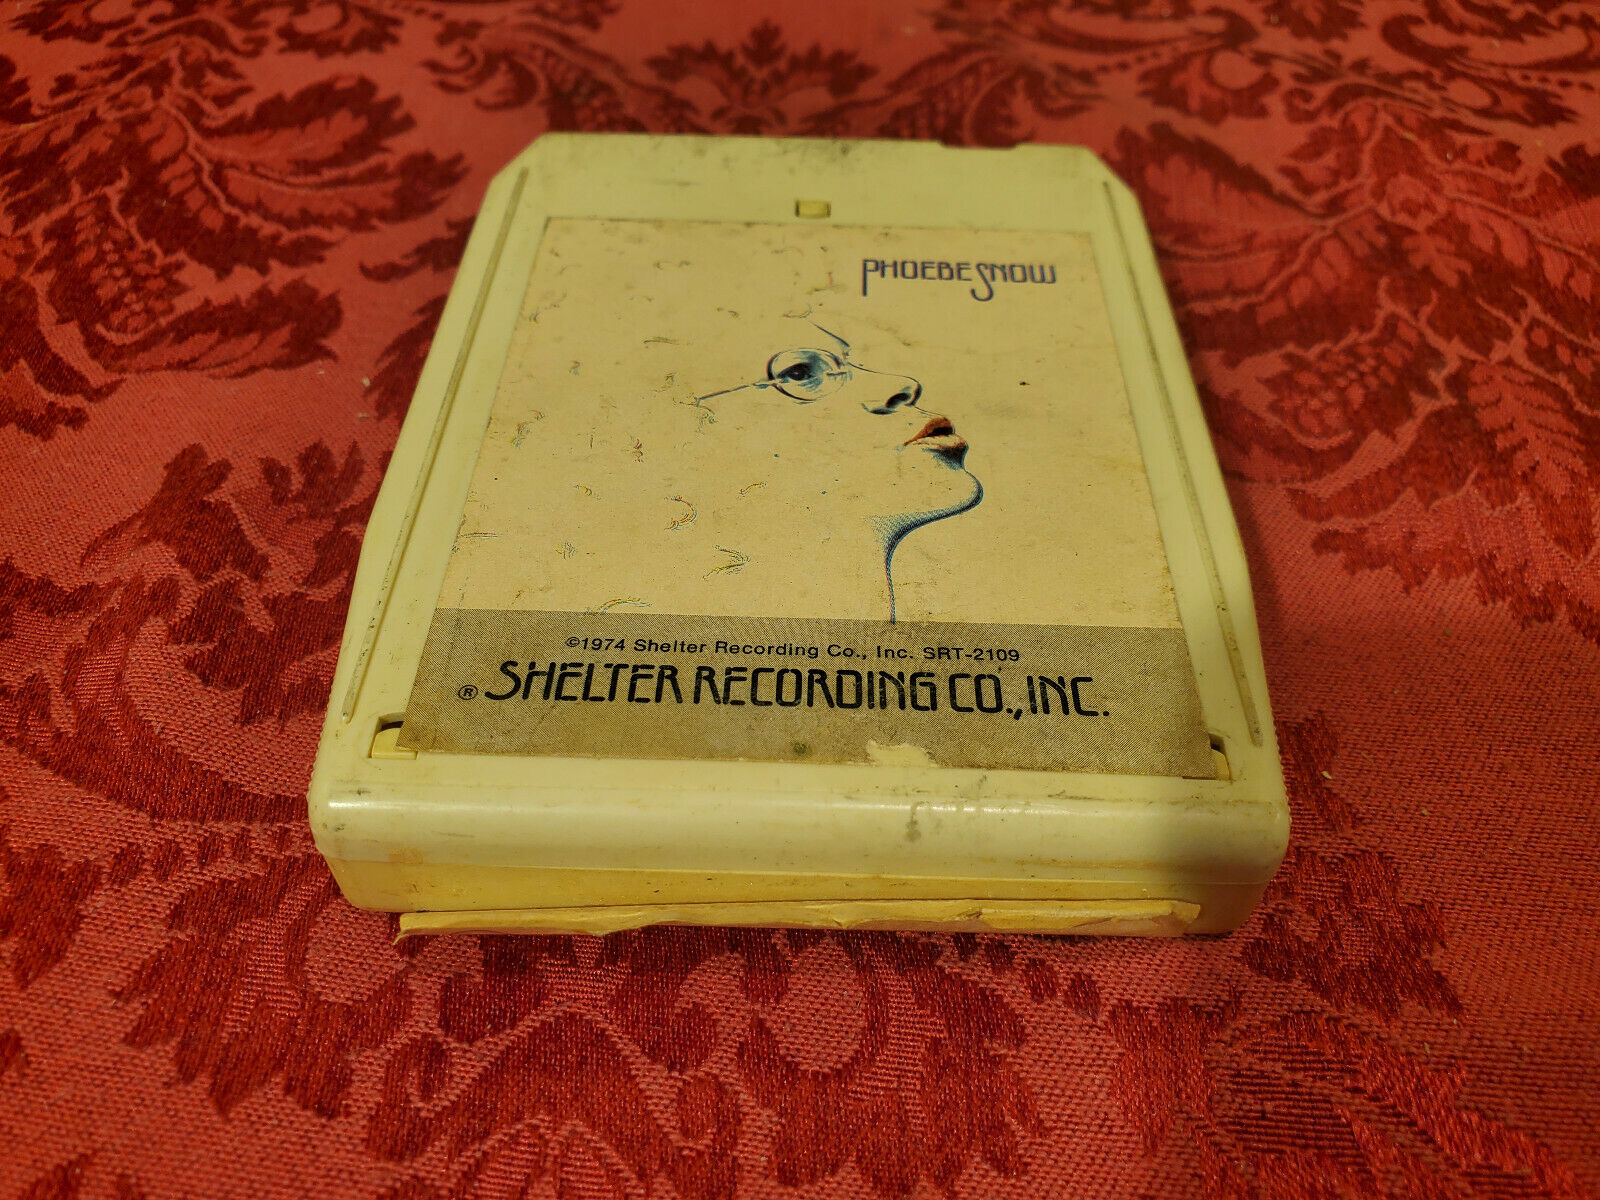 PHOEBE SNOW
©1974 Shelter Recording Co., Inc. SRT-2109
® SHELTER RECORDING CO., INC.